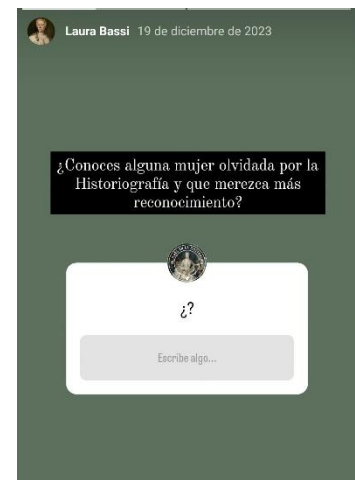 Laura Bassi 19 de diciembre de 2023
¿Conoces alguna mujer olvidada por la
Historiografía y que merezca más
reconocimiento?
¿?
Escribe algo...